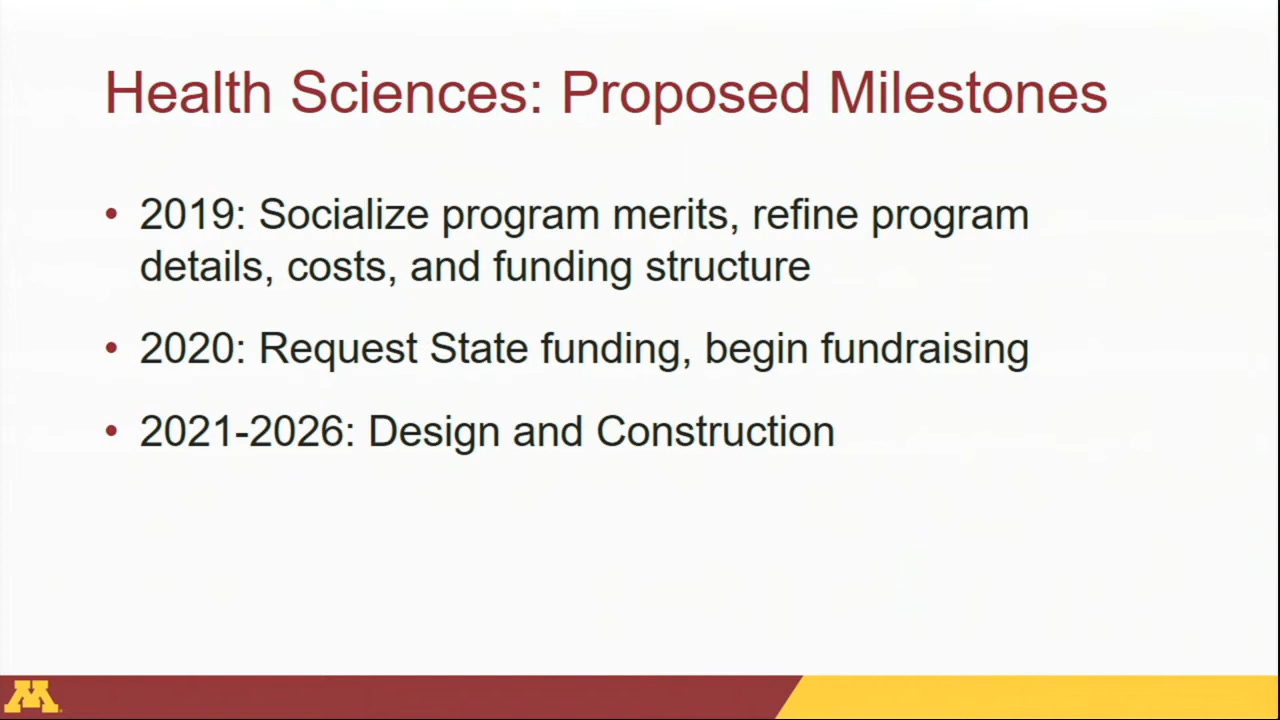 Health Sciences: Proposed Milestones
• 2019: Socialize program merits, refine program
details, costs, and funding structure
• 2020: Request State funding, begin fundraising
• 2021-2026: Design and Construction
M